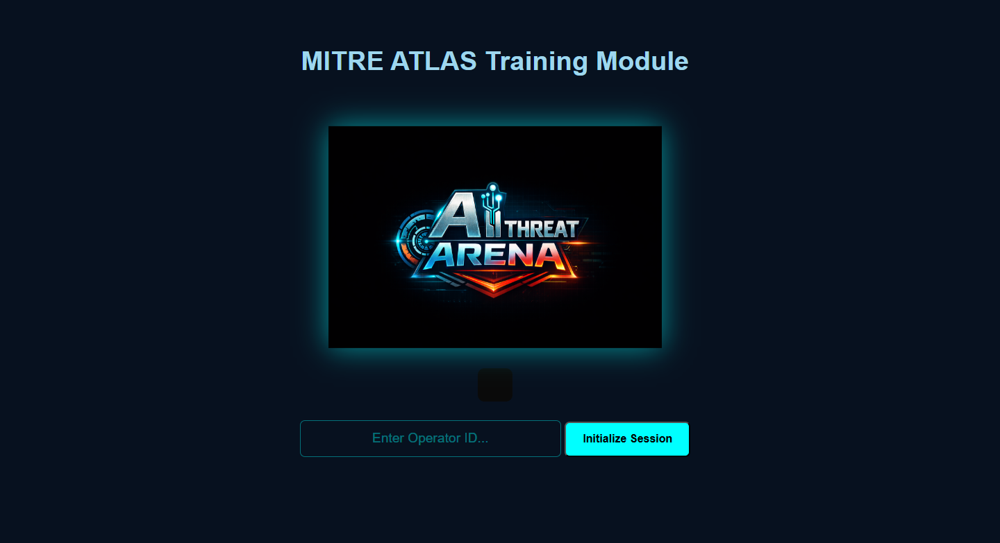 MITRE ATLAS Training Module
AI THREAT
ARENA
Enter Operator ID...
Initialize Session